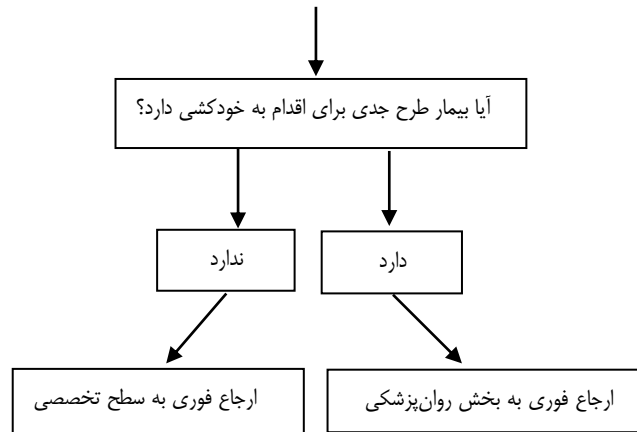 آیا بیمار طرح جدی برای اقدام به خودکشی دارد؟
دارد
ندارد
ارجاع فوری به بخش روان‌پزشکی
ارجاع فوری به سطح تخصصی